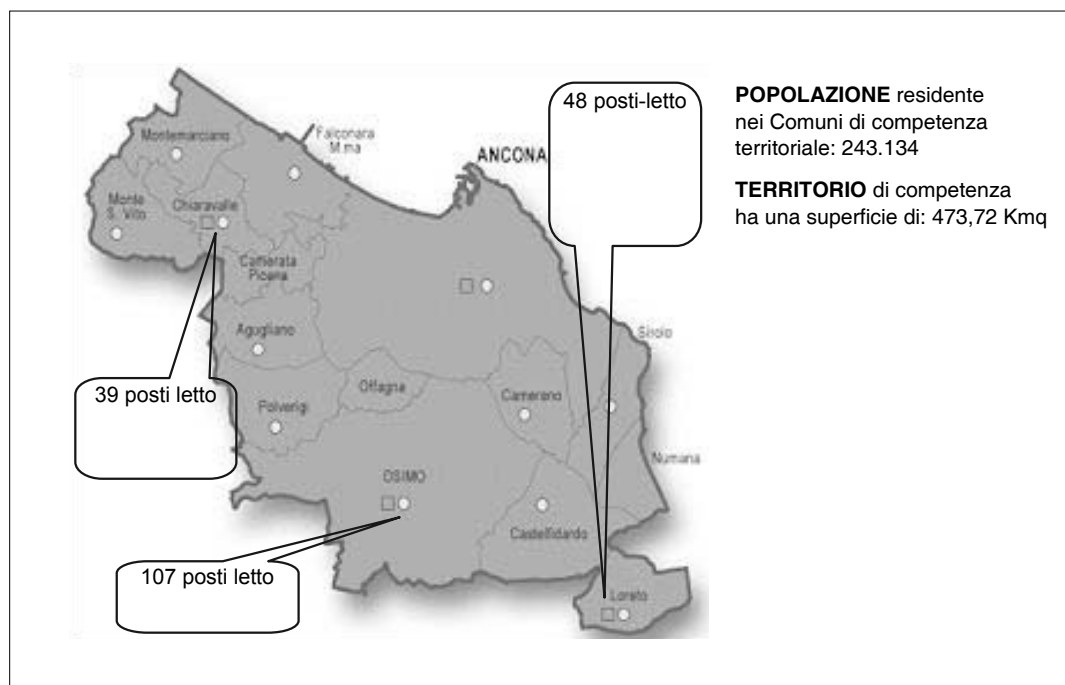 48 posti-letto
POPOLAZIONE residente
nei Comuni di competenza
territoriale: 243.134
TERRITORIO di competenza
ha una superficie di: 473,72 Kmq
Montemarciano
Falconara
M.ma
ANCONA
Monte
S. Vito
Chiaravalle
Camerata
Picena
Agugliano
Sirolo
39 posti letto
Offagna
Camerano
Polverigi
Numana
OSIMO
Castelfidardo
107 posti letto
Loreto